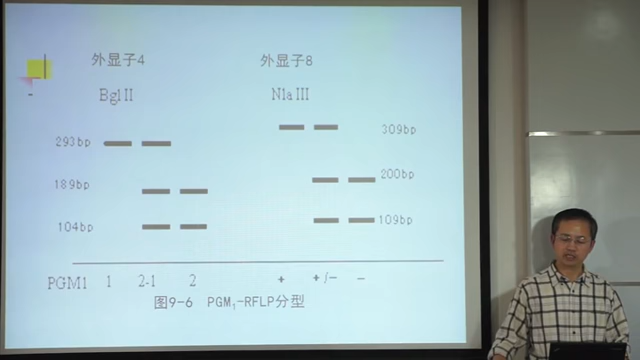 外显子4 外显子8
Bgl II Nla III
293bp 309bp
189bp 200bp
104bp 109bp
PGM1 1 2-1 2 + +/− −
图9-6 PGM₁-RFLP分型